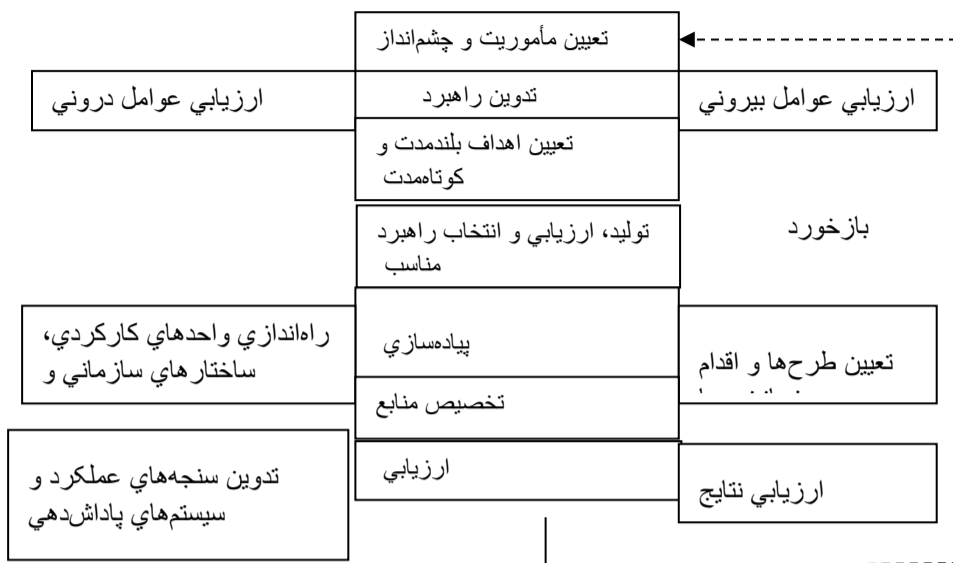 تعيين مأموريت و چشم‌انداز
ارزيابي عوامل بيروني
تدوين راهبرد
ارزيابي عوامل دروني
تعيين اهداف بلندمدت و
كوتاه‌مدت
بازخورد
توليد، ارزيابي و انتخاب راهبرد
مناسب
تعيين طرح‌ها و اقدام
پياده‌سازي
راه‌اندازي واحدهاي كاركردي،
ساختارهاي سازماني و
تخصيص منابع
ارزيابي نتايج
ارزيابي
تدوين سنجه‌هاي عملكرد و
سيستم‌هاي پاداش‌دهي